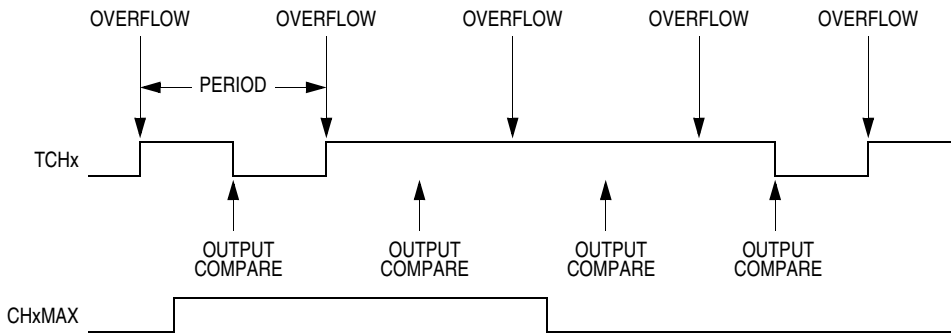 OVERFLOW OVERFLOW OVERFLOW OVERFLOW OVERFLOW
PERIOD
TCHx
OUTPUT COMPARE
OUTPUT COMPARE
OUTPUT COMPARE
OUTPUT COMPARE
CHxMAX